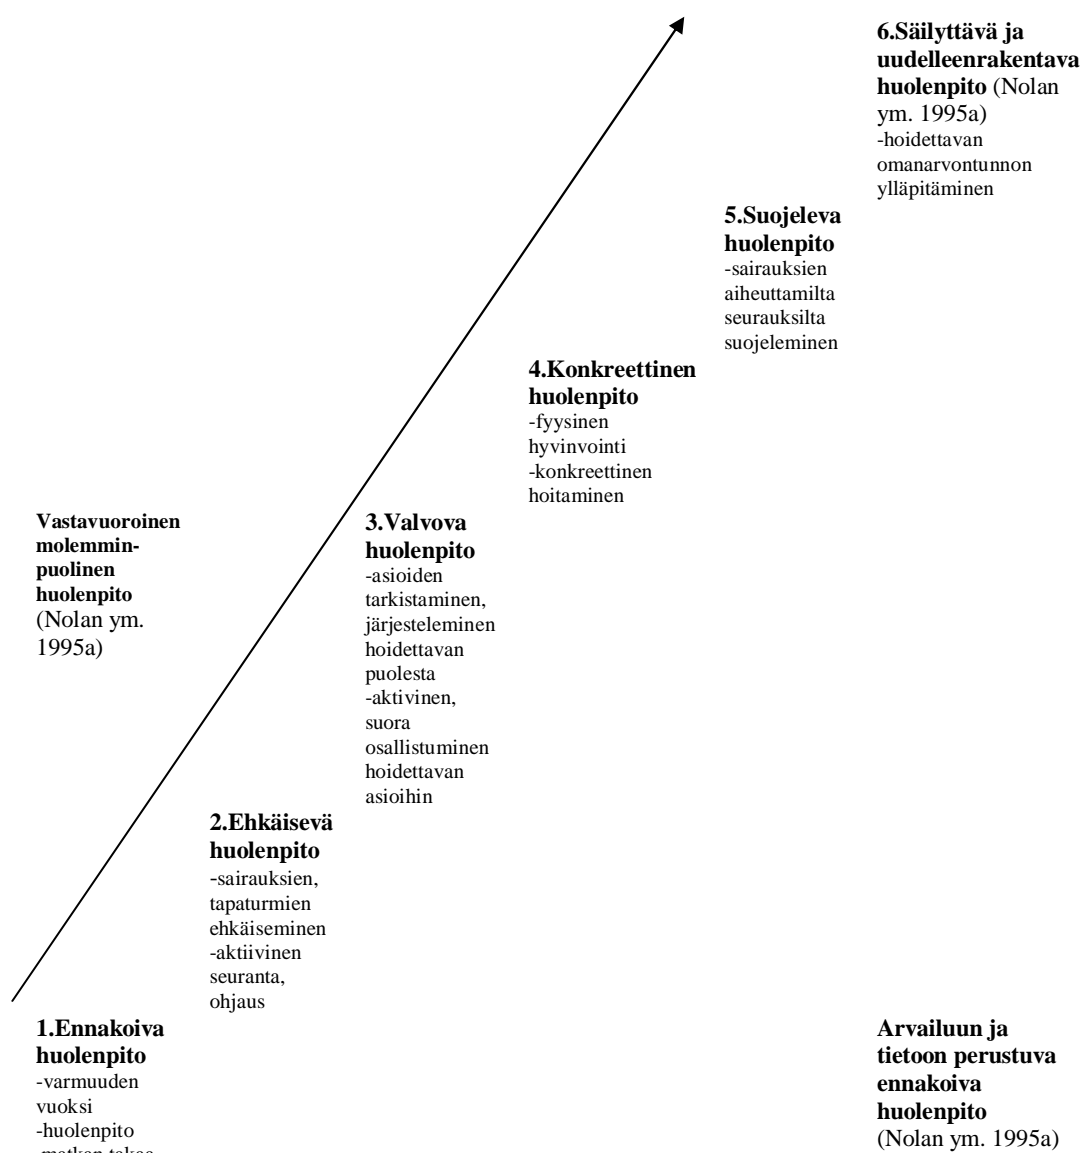 6.Säilyttävä ja
uudelleenrakentava
huolenpito (Nolan
ym. 1995a)
-hoidettavan
omanarvontunnon
ylläpitäminen
5.Suojeleva
huolenpito
-sairauksien
aiheuttamilta
seurauksilta
suojeleminen
4.Konkreettinen
huolenpito
-fyysinen
hyvinvointi
-konkreettinen
hoitaminen
Vastavuoroinen
molemmin-
puolinen
huolenpito
(Nolan ym.
1995a)
3.Valvova
huolenpito
-asioiden
tarkistaminen,
järjesteleminen
hoidettavan
puolesta
-aktivinen,
suora
osallistuminen
hoidettavan
asioihin
2.Ehkäisevä
huolenpito
-sairauksien,
tapaturmien
ehkäiseminen
-aktiivinen
seuranta,
ohjaus
1.Ennakoiva
huolenpito
-varmuuden
vuoksi
-huolenpito
-matkan takaa
Arvailuun ja
tietoon perustuva
ennakoiva
huolenpito
(Nolan ym. 1995a)